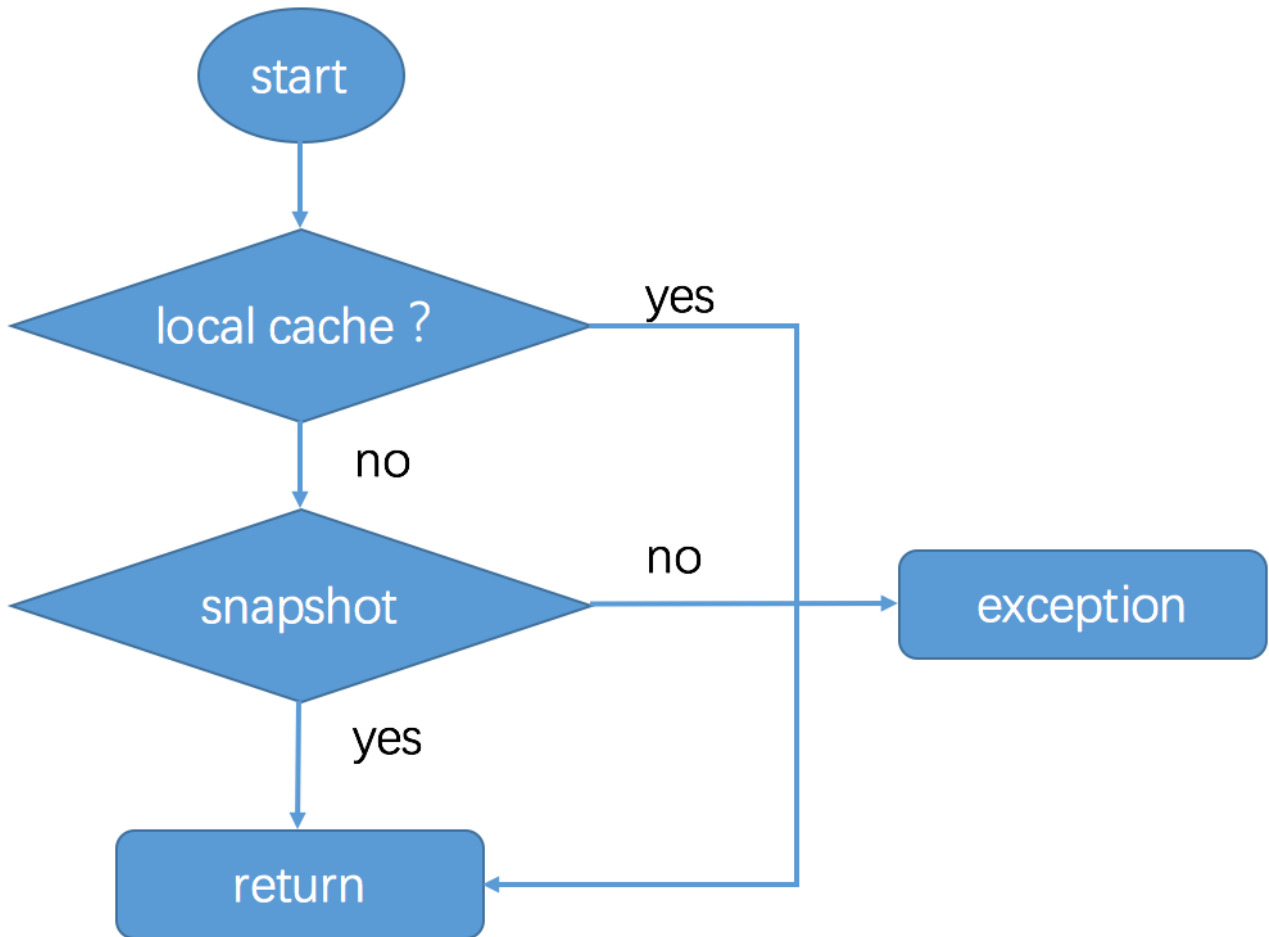 start
local cache？
yes
no
snapshot
no
exception
yes
return